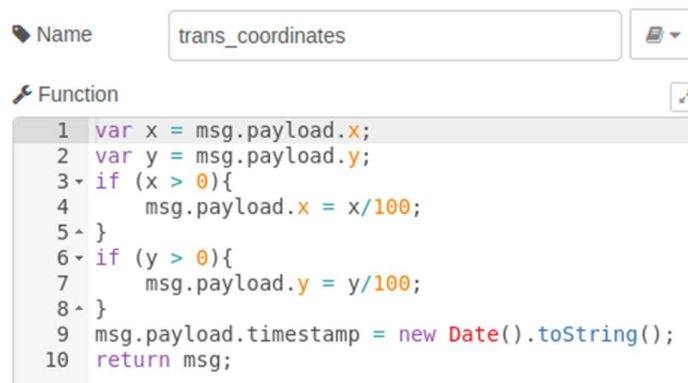 Name
trans_coordinates
Function
1 var x = msg.payload.x;
2 var y = msg.payload.y;
3 if (x > 0){
4     msg.payload.x = x/100;
5 }
6 if (y > 0){
7     msg.payload.y = y/100;
8 }
9 msg.payload.timestamp = new Date().toString();
10 return msg;